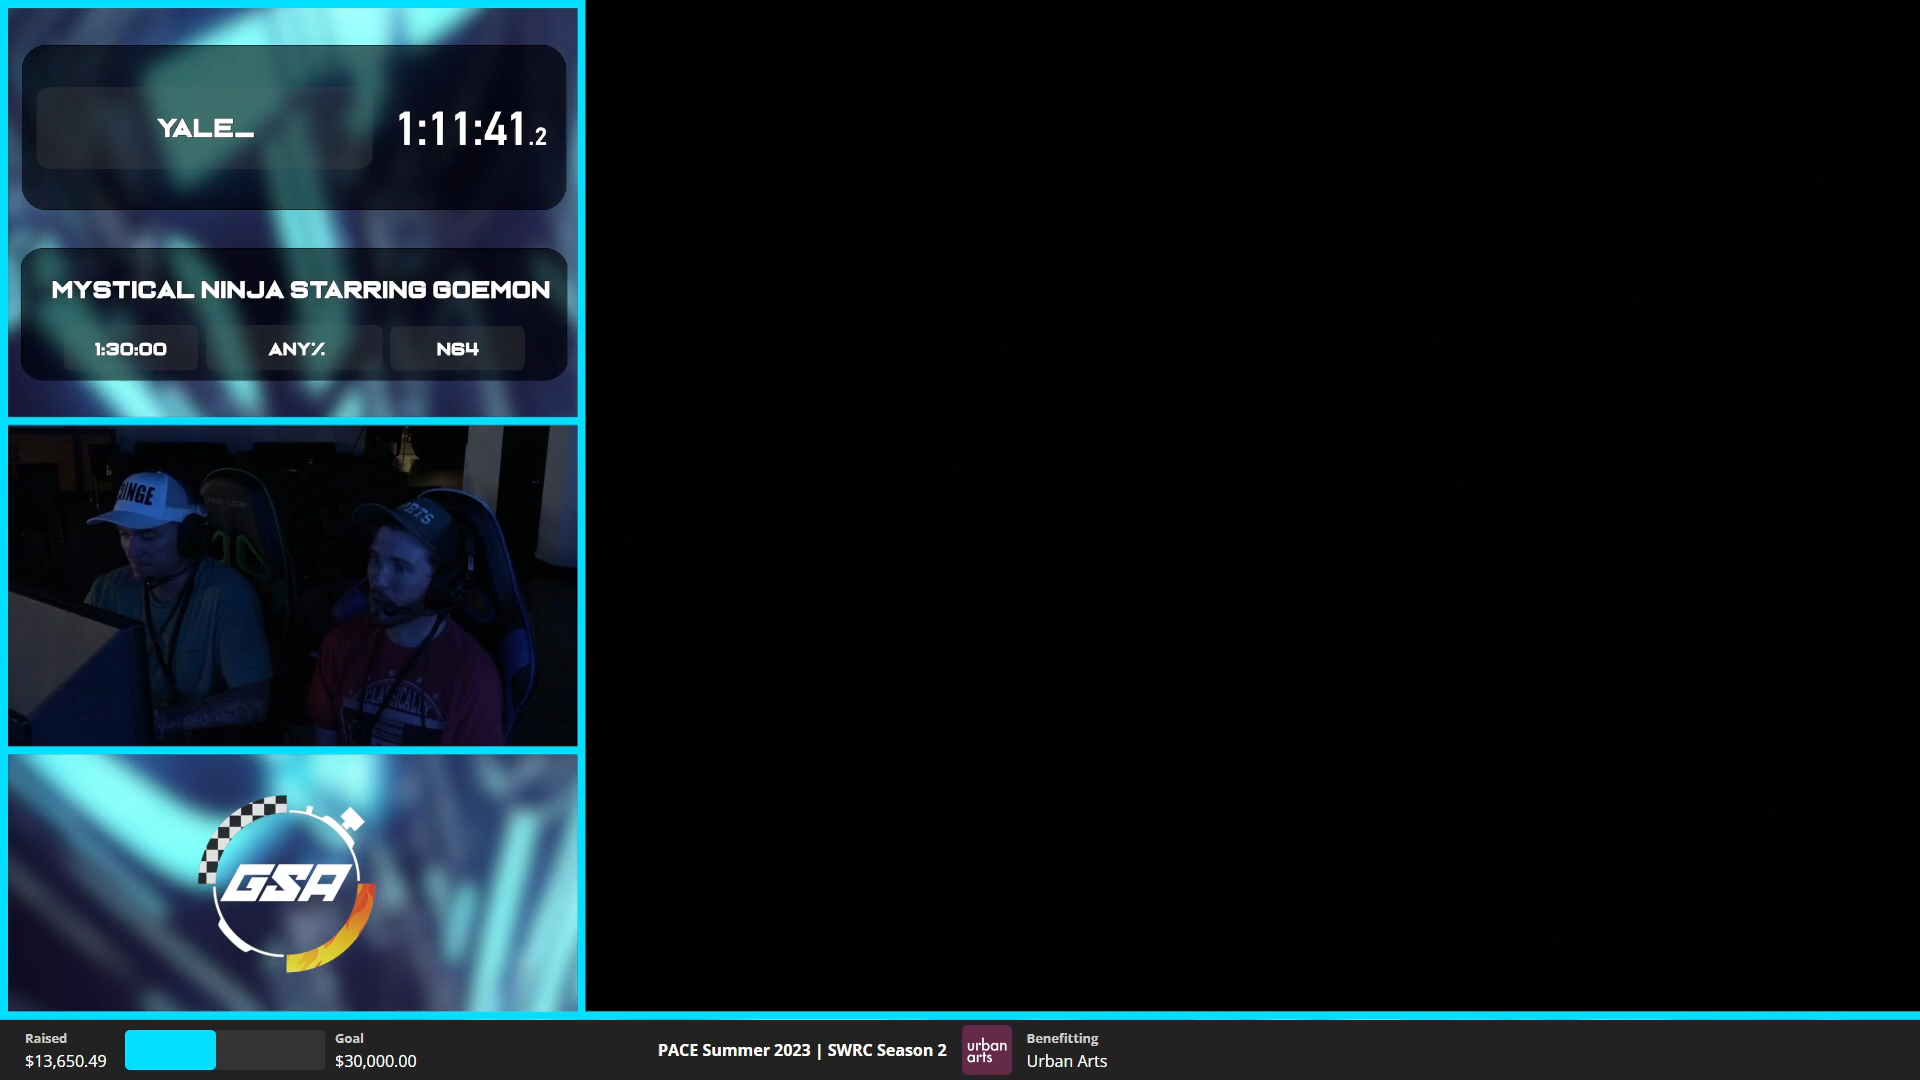 YALE_
1:11:41.2
MYSTICAL NINJA STARRING GOEMON
1:30:00
ANY%
N64
CLASSICALLY
GSA
Raised
$13,650.49
Goal
$30,000.00
PACE Summer 2023 | SWRC Season 2
urban
arts
Benefitting
Urban Arts